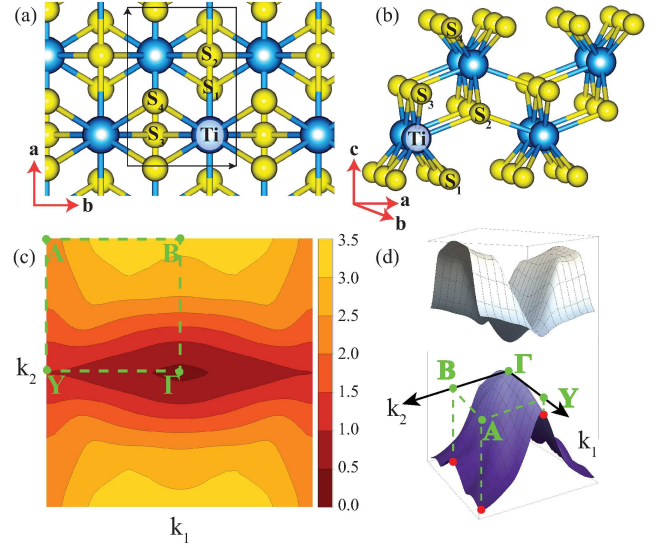 (a)
S₂
S₁
S₄
S₃
Ti
a
b
(b)
S
S₃
S₂
Ti
S₁
c
a
b
(c)
A
B
Y
Γ
k₂
k₁
3.5
3.0
2.5
2.0
1.5
1.0
0.5
0.0
(d)
Γ
B
Y
A
k₂
k₁